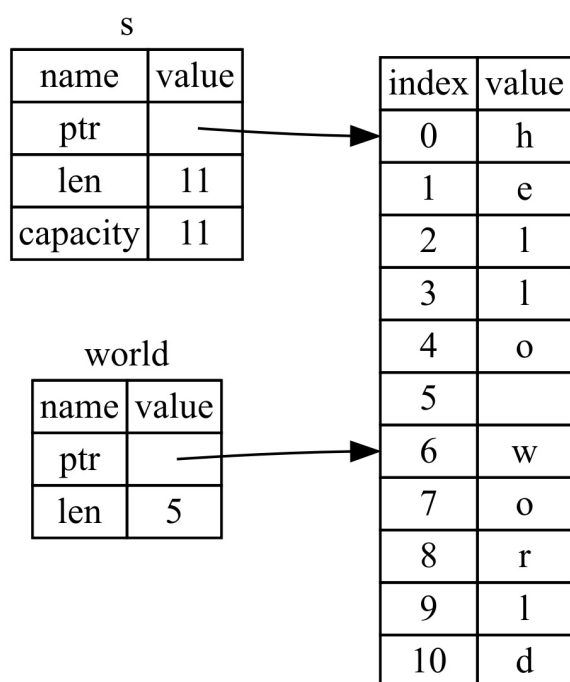 s
name value
ptr
len 11
capacity 11
world
name value
ptr
len 5
index value
0 h
1 e
2 l
3 l
4 o
5
6 w
7 o
8 r
9 l
10 d